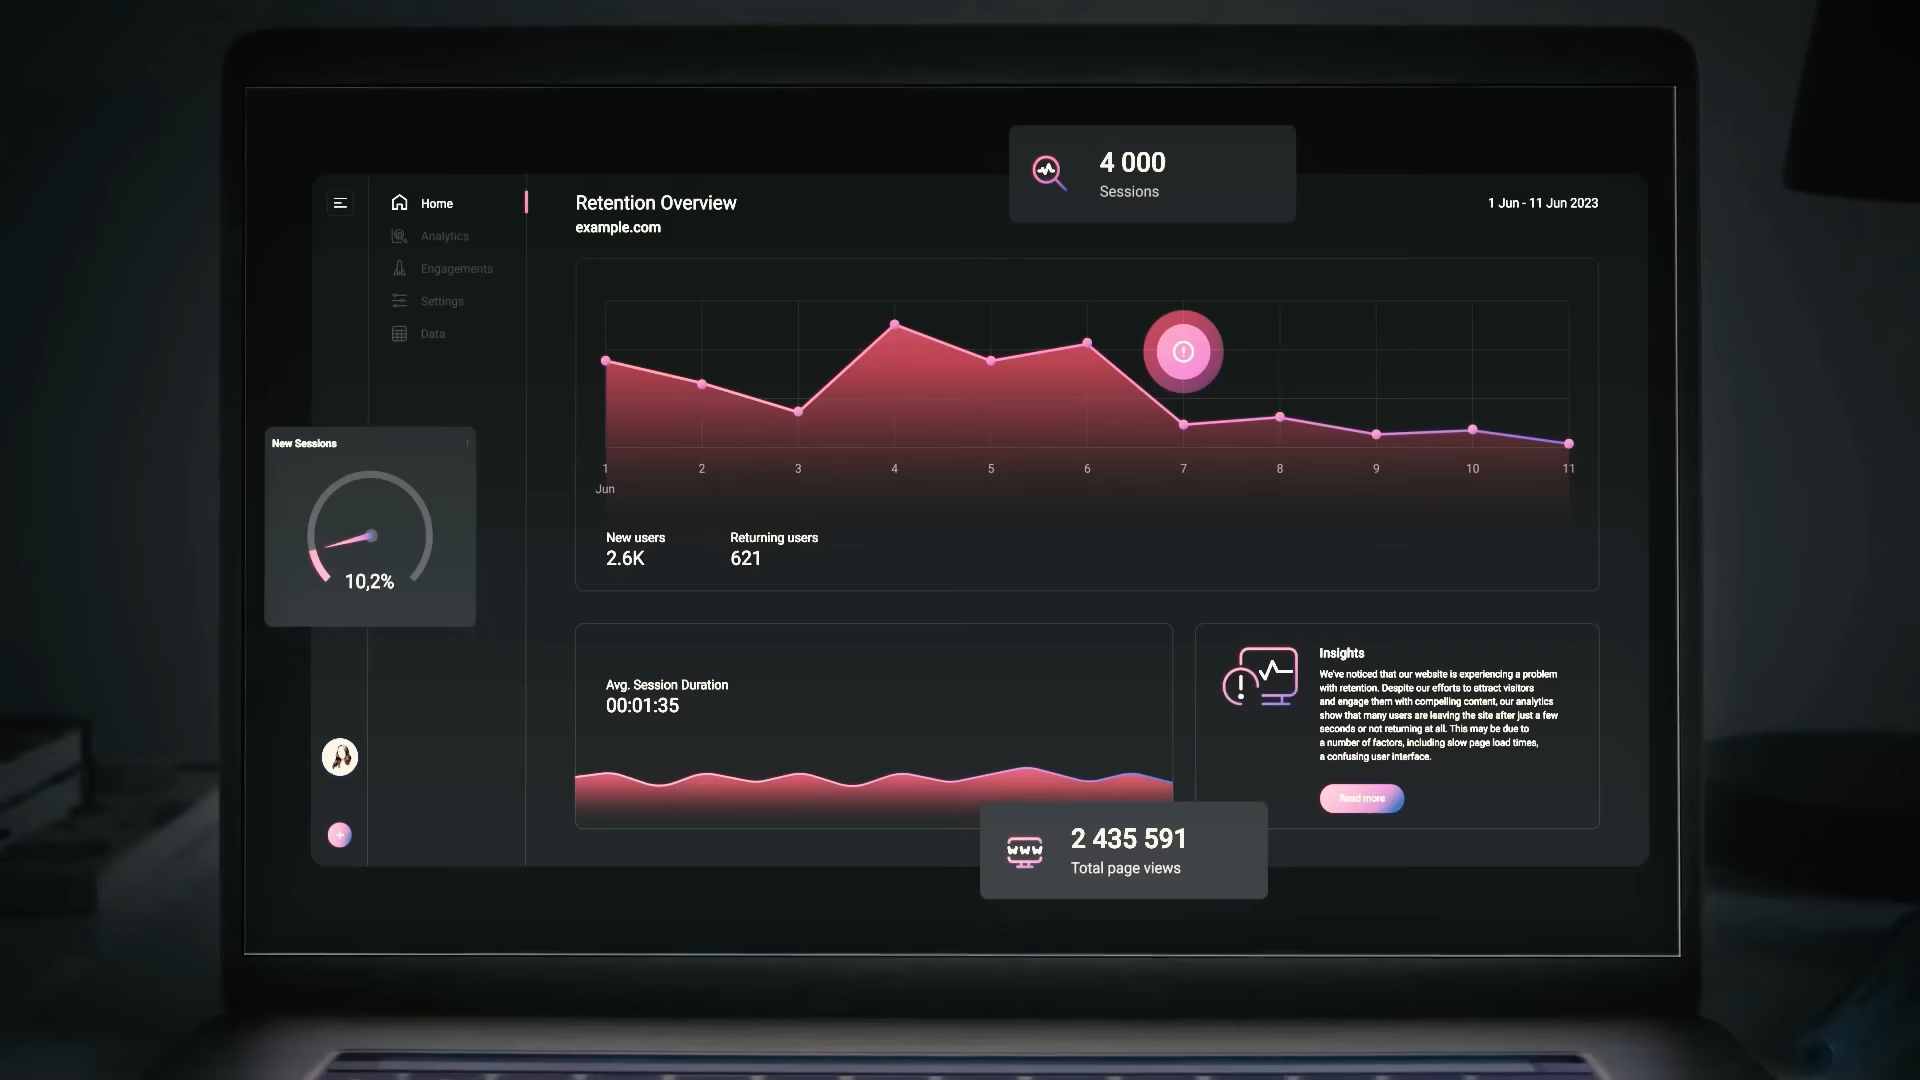 4 000
Sessions
Home
Analytics
Engagements
Settings
Data
Retention Overview
example.com
1 Jun - 11 Jun 2023
1 2 3 4 5 6 7 8 9 10 11
Jun
New users
2.6K
Returning users
621
New Sessions
10,2%
Avg. Session Duration
00:01:35
Insights
We've noticed that our website is experiencing a problem
with retention. Despite our efforts to attract visitors
and engage them with compelling content, our analytics
show that many users are leaving the site after just a few
seconds or not returning at all. This may be due to
a number of factors, including slow page load times,
a confusing user interface.
Read more
www
2 435 591
Total page views